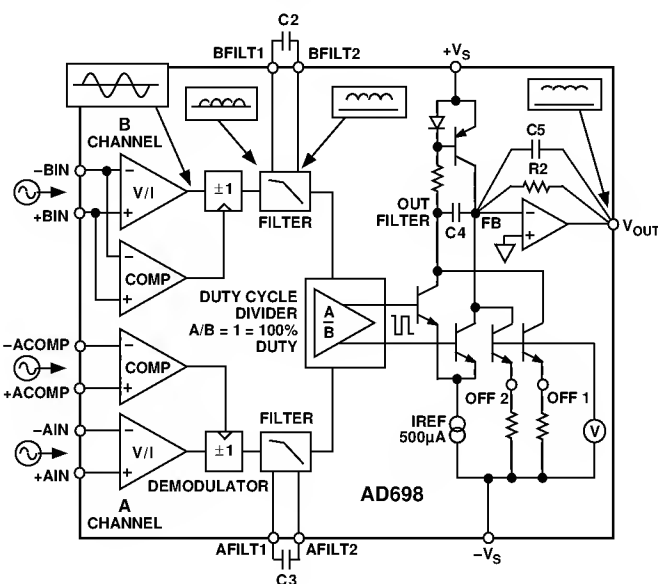 C2
BFILT1
BFILT2
+VS
B
CHANNEL
–BIN
+BIN
V/I
±1
FILTER
COMP
C5
R2
OUT
FILTER
C4
FB
VOUT
DUTY CYCLE
DIVIDER
A/B = 1 = 100%
DUTY
A
B
–ACOMP
+ACOMP
COMP
–AIN
+AIN
V/I
±1
DEMODULATOR
FILTER
A
CHANNEL
IREF
500µA
OFF 2
OFF 1
V
AD698
AFILT1
AFILT2
C3
–VS